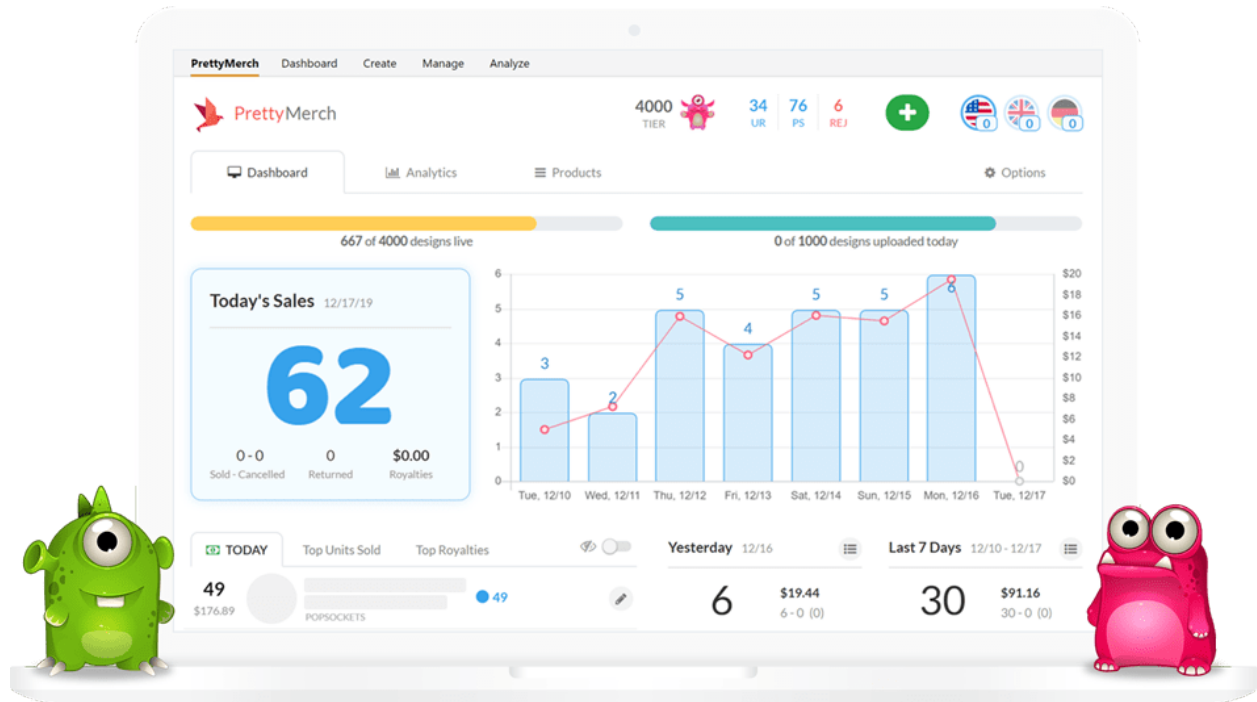 PrettyMerch Dashboard Create Manage Analyze
PrettyMerch
4000
TIER
34
UR
76
PS
6
REJ
0
0
0
Dashboard
Analytics
Products
Options
667 of 4000 designs live
0 of 1000 designs uploaded today
Today's Sales 12/17/19
62
0 - 0
Sold - Cancelled
0
Returned
$0.00
Royalties
6
5
4
3
2
1
0
3
2
5
4
5
5
6
0
$20
$18
$16
$14
$12
$10
$8
$6
$4
$2
$0
Tue, 12/10 Wed, 12/11 Thu, 12/12 Fri, 12/13 Sat, 12/14 Sun, 12/15 Mon, 12/16 Tue, 12/17
TODAY
Top Units Sold
Top Royalties
49
$176.89
POPSOCKETS
49
Yesterday 12/16
6
$19.44
6 - 0 (0)
Last 7 Days 12/10 - 12/17
30
$91.16
30 - 0 (0)